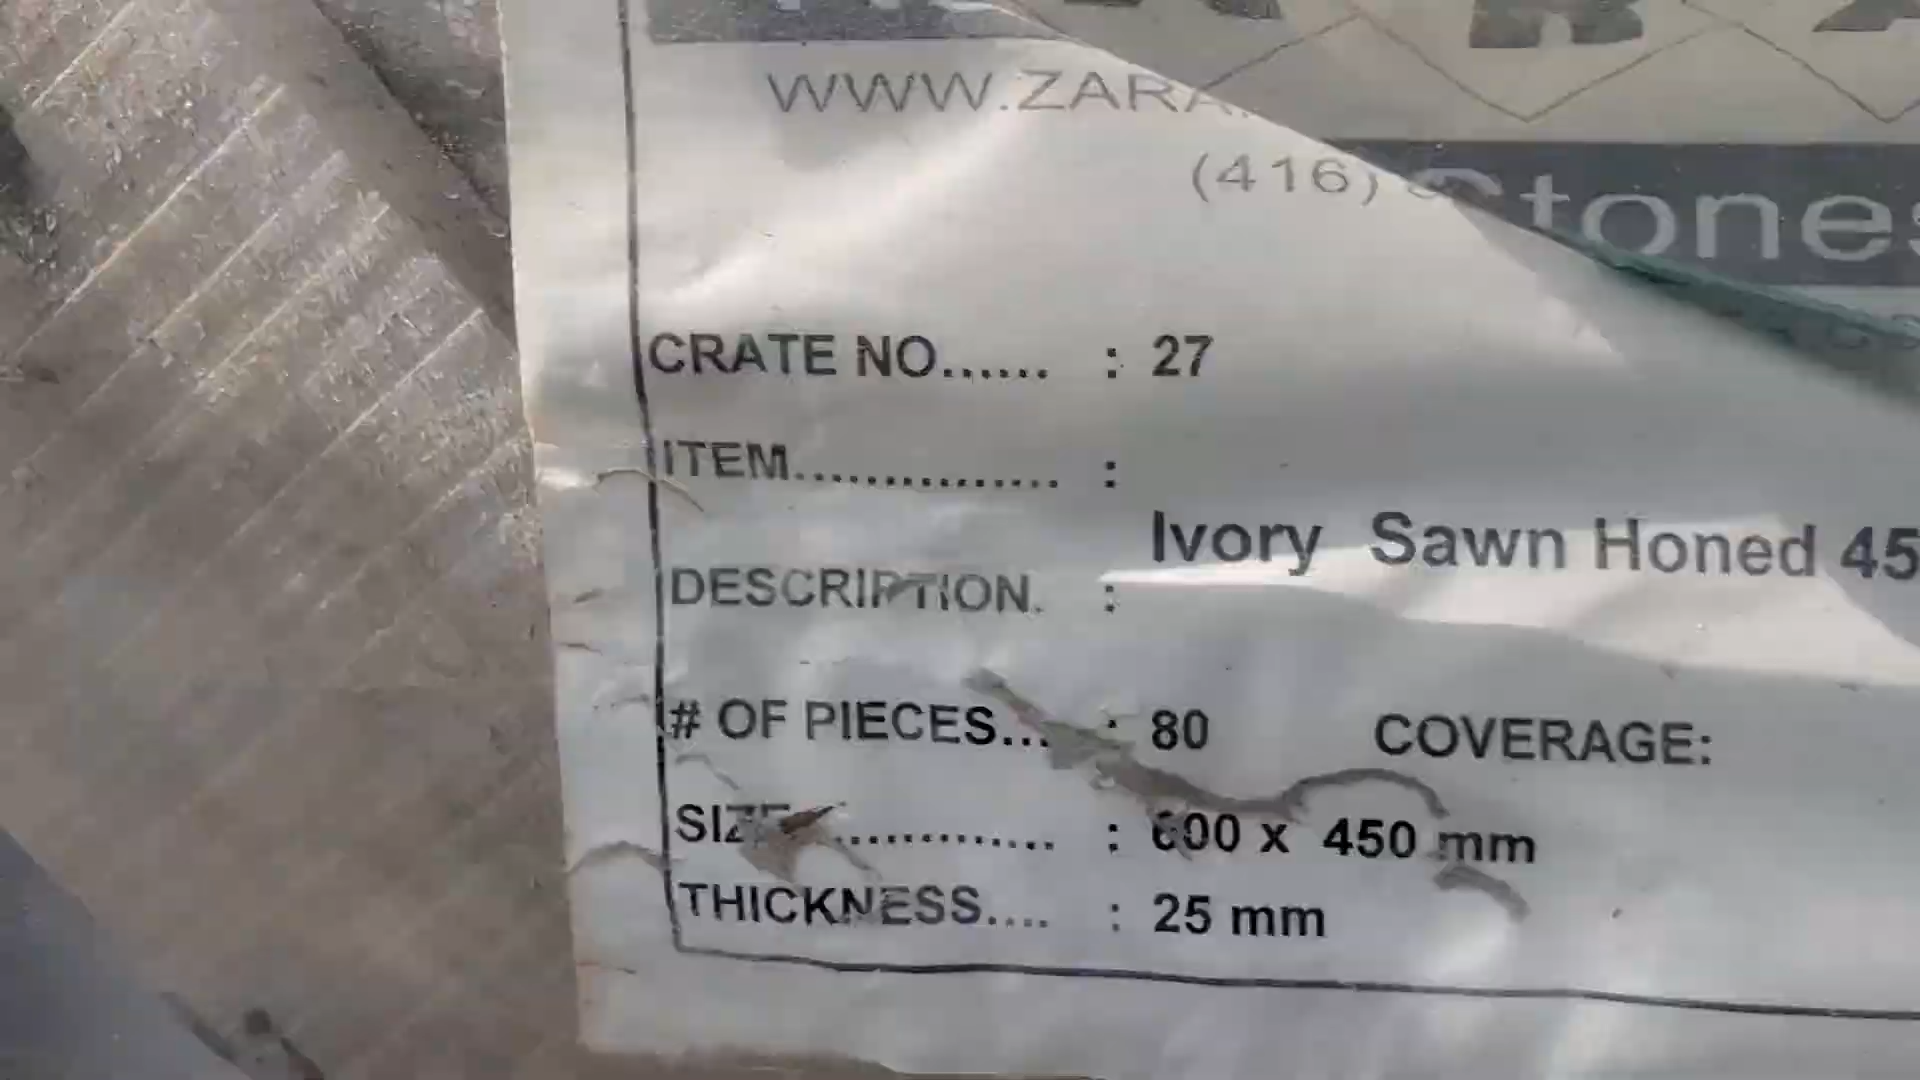 WWW.ZARA
(416)
Stones
CRATE NO...... : 27
ITEM............... :
Ivory Sawn Honed 45
DESCRIPTION. :
# OF PIECES... : 80 COVERAGE:
SIZE.............. : 600 x 450 mm
THICKNESS.... : 25 mm